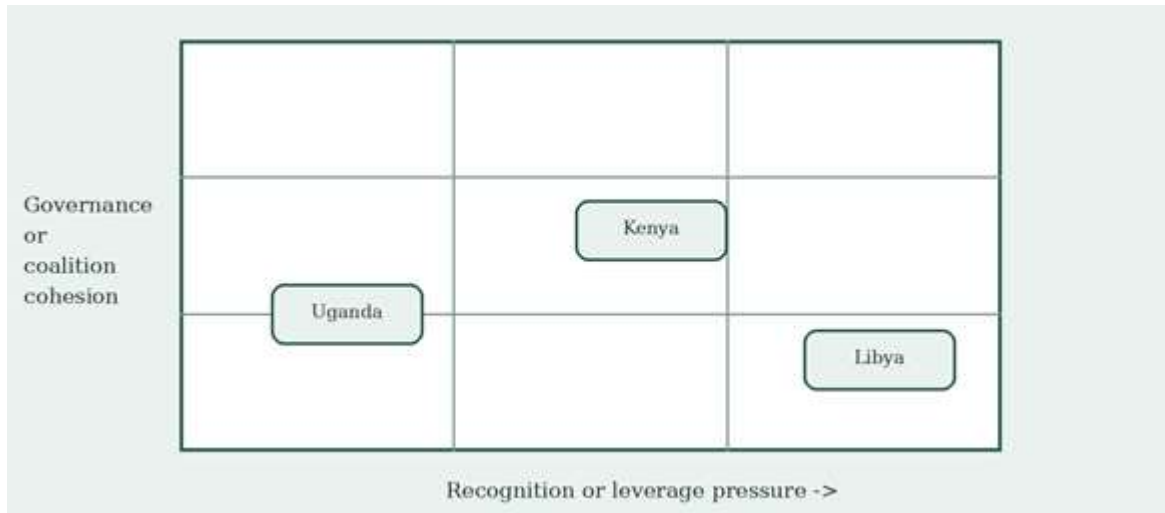 Governance
or
coalition
cohesion
Kenya
Uganda
Libya
Recognition or leverage pressure ->